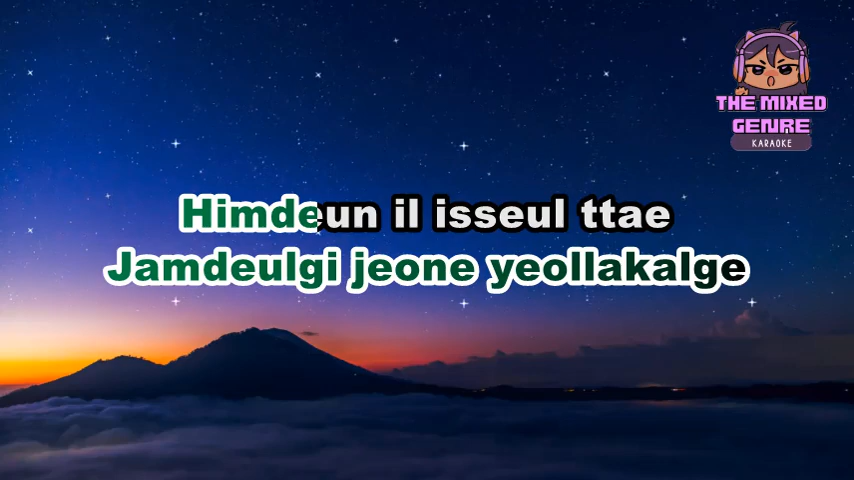 THE MIXED
GENRE
KARAOKE
Himdeun il isseul ttae
Jamdeulgi jeone yeollakalge